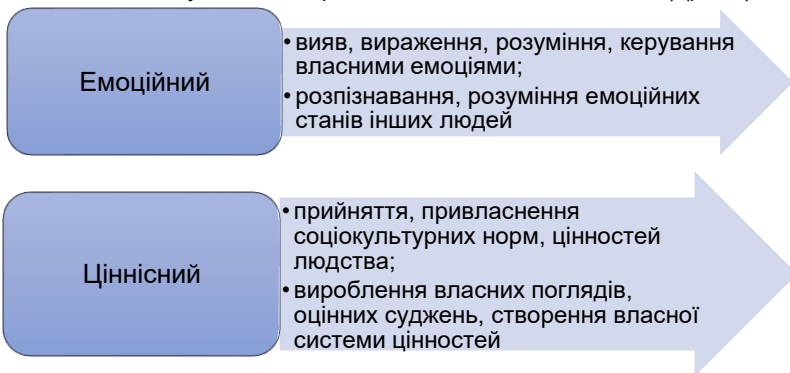 Емоційний
• вияв, вираження, розуміння, керування
власними емоціями;
• розпізнавання, розуміння емоційних
станів інших людей
Ціннісний
• прийняття, привласнення
соціокультурних норм, цінностей
людства;
• вироблення власних поглядів,
оцінних суджень, створення власної
системи цінностей